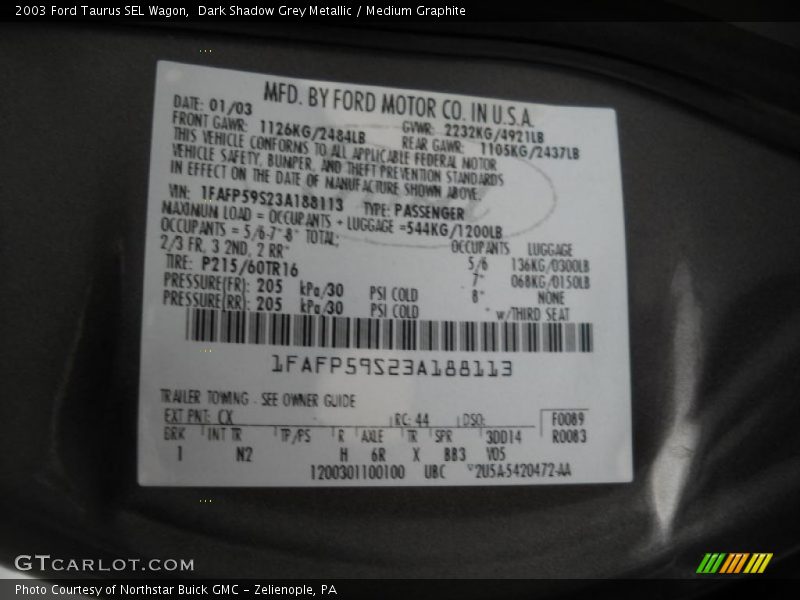 2003 Ford Taurus SEL Wagon,  Dark Shadow Grey Metallic / Medium Graphite
MFD. BY FORD MOTOR CO. IN U.S.A.
DATE: 01/03 GVWR: 2232KG/4921LB
FRONT GAWR: 1126KG/2484LB REAR GAWR: 1105KG/2437LB
THIS VEHICLE CONFORMS TO ALL APPLICABLE FEDERAL MOTOR
VEHICLE SAFETY, BUMPER, AND THEFT PREVENTION STANDARDS
IN EFFECT ON THE DATE OF MANUFACTURE SHOWN ABOVE.
VIN: 1FAFP59S23A188113 TYPE: PASSENGER
MAXIMUM LOAD = OCCUPANTS + LUGGAGE =544KG/1200LB
OCCUPANTS = 5/6-7*-8* TOTAL; OCCUPANTS LUGGAGE
2/3 FR, 3 2ND, 2 RR* 5/6 136KG/0300LB
TIRE: P215/60TR16 7* 068KG/0150LB
PRESSURE(FR): 205 kPa/30 PSI COLD 8* NONE
PRESSURE(RR): 205 kPa/30 PSI COLD * w/THIRD SEAT
1FAFP59S23A188113
TRAILER TOWING - SEE OWNER GUIDE
EXT PNT: CX RC: 44 DSO: F0089
BRK INT TR TP/PS R AXLE TR SPR 3DD14 R0083
1 N2 H 6R X BB3 Y05
1200301100100 UBC 2U5A-5420472-AA
GTCARLOT.COM
Photo Courtesy of Northstar Buick GMC - Zelienople, PA